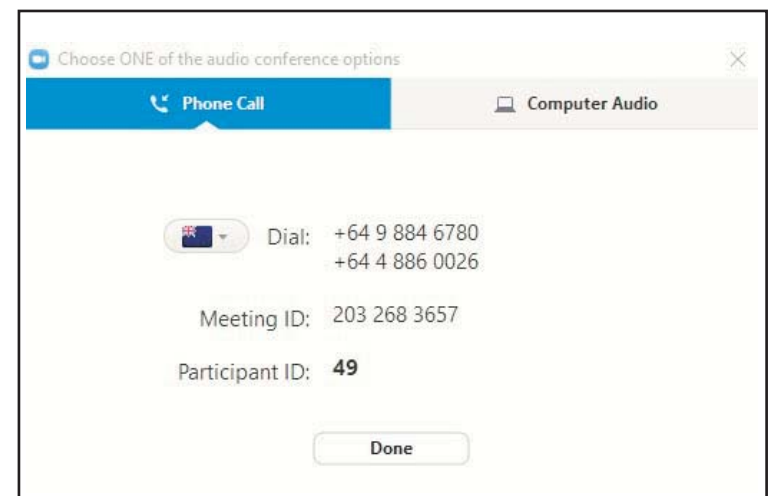 Choose ONE of the audio conference options
Phone Call
Computer Audio
Dial: +64 9 884 6780
+64 4 886 0026
Meeting ID: 203 268 3657
Participant ID: 49
Done